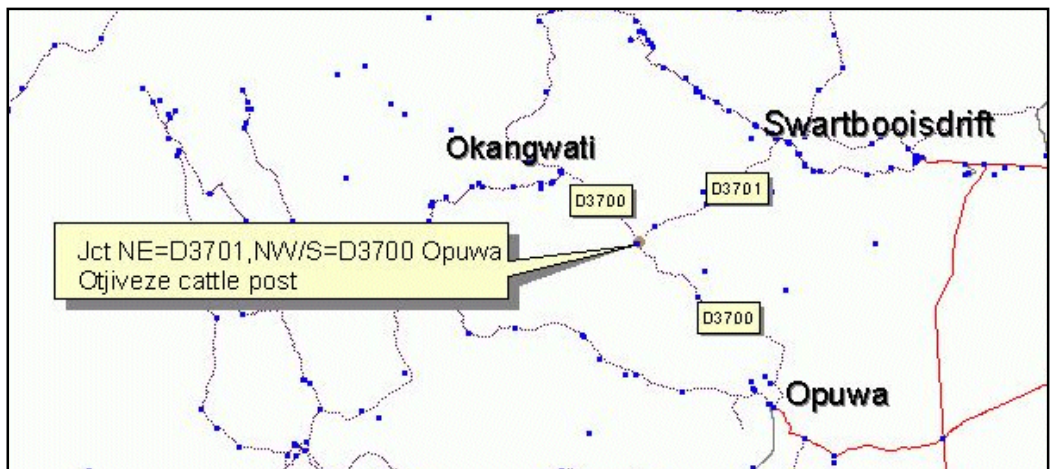 Swartbooisdrift
Okangwati
D3701
D3700
Jct NE=D3701,NW/S=D3700 Opuwa
Otjiveze cattle post
D3700
Opuwa